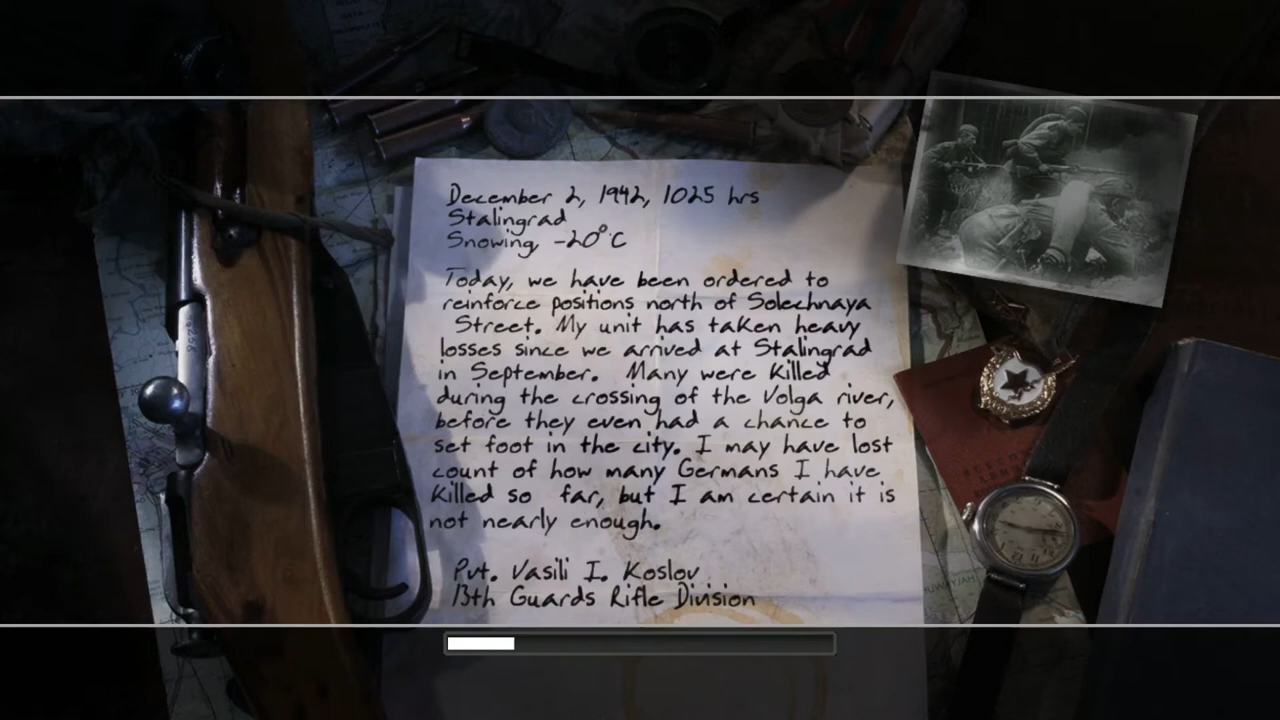 December 2, 1942, 1025 hrs
Stalingrad
Snowing, -20°C
Today, we have been ordered to
reinforce positions north of Solechnaya
Street. My unit has taken heavy
losses since we arrived at Stalingrad
in September. Many were killed
during the crossing of the Volga river,
before they even had a chance to
set foot in the city. I may have lost
count of how many Germans I have
killed so far, but I am certain it is
not nearly enough.
Pvt. Vasili I. Koslov
13th Guards Rifle Division